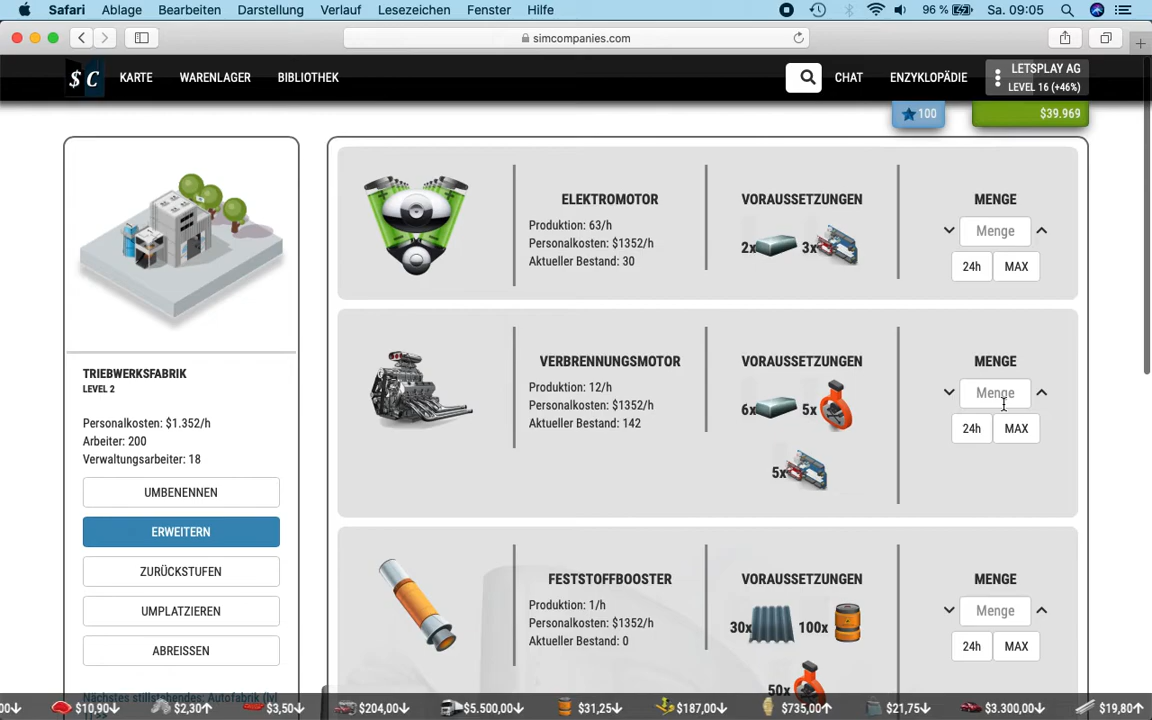 Safari Ablage Bearbeiten Darstellung Verlauf Lesezeichen Fenster Hilfe 96 % Sa. 09:05
simcompanies.com
$C KARTE WARENLAGER BIBLIOTHEK CHAT ENZYKLOPÄDIE LETSPLAY AG
LEVEL 16 (+46%)
100 $39.969
ELEKTROMOTOR
Produktion: 63/h
Personalkosten: $1352/h
Aktueller Bestand: 30
VORAUSSETZUNGEN
2x 3x
MENGE
Menge
24h MAX
VERBRENNUNGSMOTOR
Produktion: 12/h
Personalkosten: $1352/h
Aktueller Bestand: 142
VORAUSSETZUNGEN
6x 5x
5x
MENGE
Menge
24h MAX
FESTSTOFFBOOSTER
Produktion: 1/h
Personalkosten: $1352/h
Aktueller Bestand: 0
VORAUSSETZUNGEN
30x 100x
50x
MENGE
Menge
24h MAX
TRIEBWERKSFABRIK
LEVEL 2
Personalkosten: $1.352/h
Arbeiter: 200
Verwaltungsarbeiter: 18
UMBENENNEN
ERWEITERN
ZURÜCKSTUFEN
UMPLATZIEREN
ABREISSEN
Nächstes stillstehendes: Autofabrik (lvl
00↓ $10,90↓ $2,30↑ $3,50↓ $204,00↓ $5.500,00↓ $31,25↓ $187,00↓ $735,00↑ $21,75↓ $3.300,00↓ $19,80↑